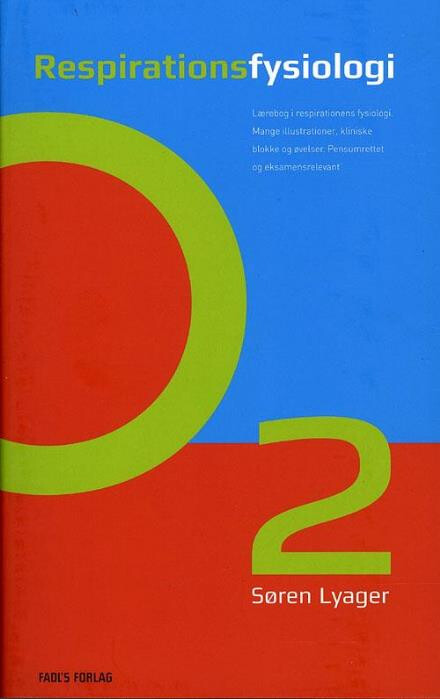 Respirationsfysiologi
Lærebog i respirationens fysiologi.
Mange illustrationer, kliniske
blokke og øvelser. Pensumrettet
og eksamensrelevant
O
2
Søren Lyager
FADL'S FORLAG